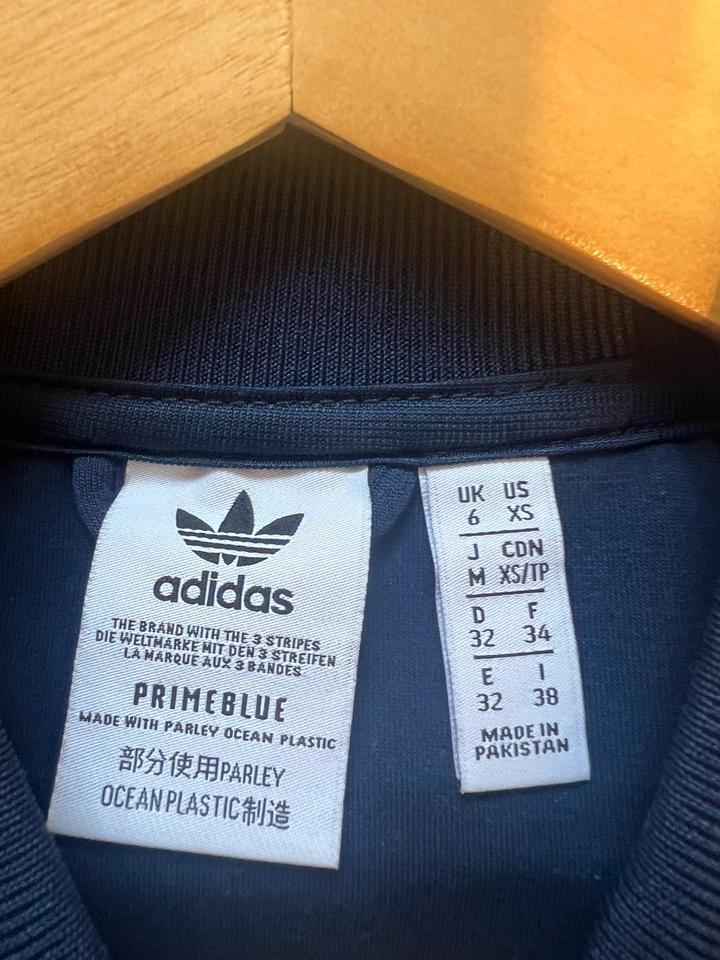 adidas
THE BRAND WITH THE 3 STRIPES
DIE WELTMARKE MIT DEN 3 STREIFEN
LA MARQUE AUX 3 BANDES
PRIMEBLUE
MADE WITH PARLEY OCEAN PLASTIC
部分使用PARLEY
OCEAN PLASTIC制造
UK US
6 XS
J CDN
M XS/TP
D F
32 34
E I
32 38
MADE IN
PAKISTAN